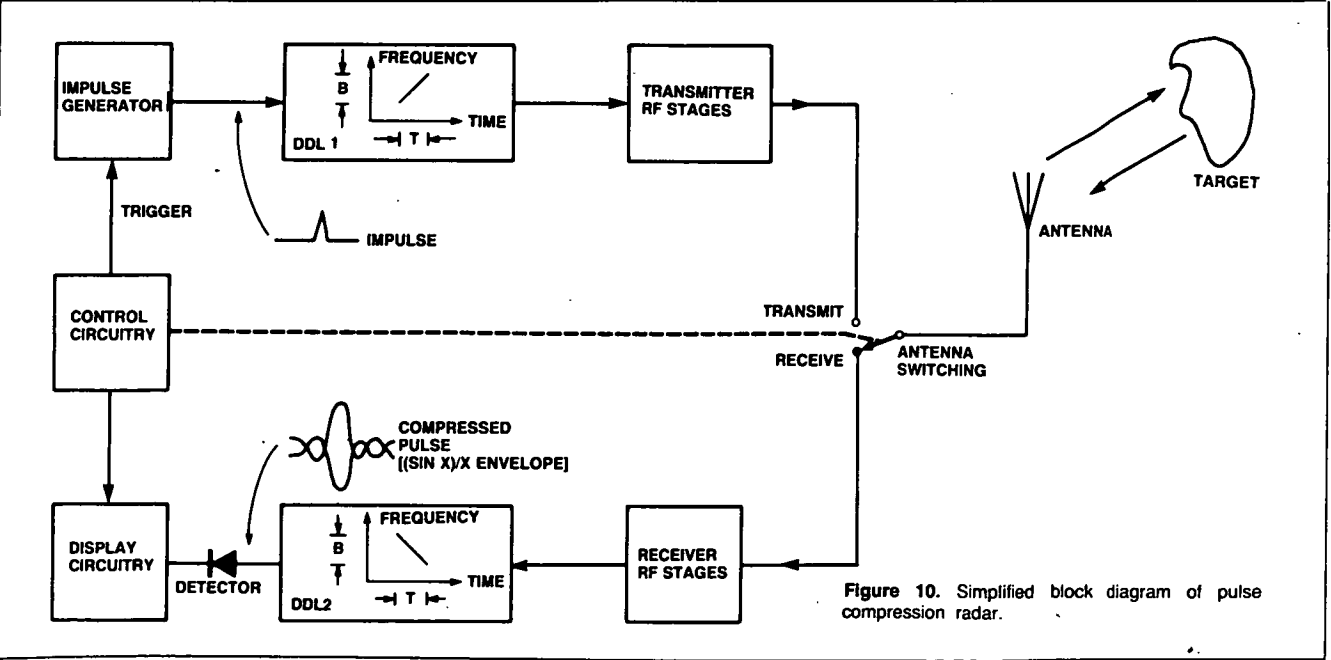 IMPULSE
GENERATOR
FREQUENCY
B
TIME
T
DDL 1
TRANSMITTER
RF STAGES
TARGET
ANTENNA
TRIGGER
IMPULSE
CONTROL
CIRCUITRY
TRANSMIT
RECEIVE
ANTENNA
SWITCHING
COMPRESSED
PULSE
[(SIN X)/X ENVELOPE]
DISPLAY
CIRCUITRY
DETECTOR
FREQUENCY
B
TIME
T
DDL2
RECEIVER
RF STAGES
Figure 10. Simplified block diagram of pulse
compression radar.